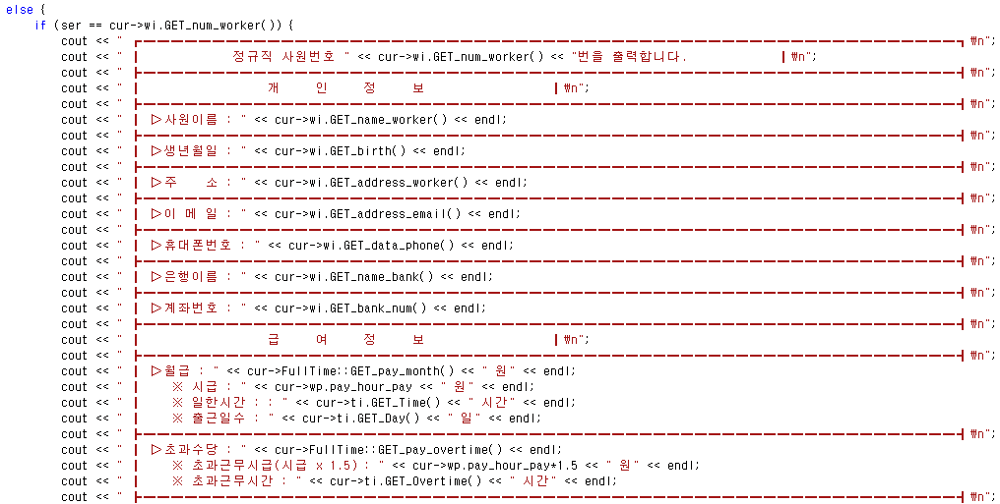 else {
if (ser == cur->wi.GET_num_worker()) {
cout << " ┏━━━━━━━━━━━━━━━━━━━━━━━━━━━━━━━━━━━━━━━━━━━━━━━━━━━━━━━━━━━┓ ₩n";
cout << " ┃ 정규직 사원번호 " << cur->wi.GET_num_worker() << "번을 출력합니다. ┃ ₩n";
cout << " ┣━━━━━━━━━━━━━━━━━━━━━━━━━━━━━━━━━━━━━━━━━━━━━━━━━━━━━━━━━━━┫ ₩n";
cout << " ┃ 개 인 정 보 ┃ ₩n";
cout << " ┣━━━━━━━━━━━━━━━━━━━━━━━━━━━━━━━━━━━━━━━━━━━━━━━━━━━━━━━━━━━┫ ₩n";
cout << " ┃ ▷사원이름 : " << cur->wi.GET_name_worker() << endl;
cout << " ┣━━━━━━━━━━━━━━━━━━━━━━━━━━━━━━━━━━━━━━━━━━━━━━━━━━━━━━━━━━━┫ ₩n";
cout << " ┃ ▷생년월일 : " << cur->wi.GET_birth() << endl;
cout << " ┣━━━━━━━━━━━━━━━━━━━━━━━━━━━━━━━━━━━━━━━━━━━━━━━━━━━━━━━━━━━┫ ₩n";
cout << " ┃ ▷주 소 : " << cur->wi.GET_address_worker() << endl;
cout << " ┣━━━━━━━━━━━━━━━━━━━━━━━━━━━━━━━━━━━━━━━━━━━━━━━━━━━━━━━━━━━┫ ₩n";
cout << " ┃ ▷이 메 일 : " << cur->wi.GET_address_email() << endl;
cout << " ┣━━━━━━━━━━━━━━━━━━━━━━━━━━━━━━━━━━━━━━━━━━━━━━━━━━━━━━━━━━━┫ ₩n";
cout << " ┃ ▷휴대폰번호 : " << cur->wi.GET_data_phone() << endl;
cout << " ┣━━━━━━━━━━━━━━━━━━━━━━━━━━━━━━━━━━━━━━━━━━━━━━━━━━━━━━━━━━━┫ ₩n";
cout << " ┃ ▷은행이름 : " << cur->wi.GET_name_bank() << endl;
cout << " ┣━━━━━━━━━━━━━━━━━━━━━━━━━━━━━━━━━━━━━━━━━━━━━━━━━━━━━━━━━━━┫ ₩n";
cout << " ┃ ▷계좌번호 : " << cur->wi.GET_bank_num() << endl;
cout << " ┣━━━━━━━━━━━━━━━━━━━━━━━━━━━━━━━━━━━━━━━━━━━━━━━━━━━━━━━━━━━┫ ₩n";
cout << " ┃ 급 여 정 보 ┃ ₩n";
cout << " ┣━━━━━━━━━━━━━━━━━━━━━━━━━━━━━━━━━━━━━━━━━━━━━━━━━━━━━━━━━━━┫ ₩n";
cout << " ┃ ▷월급 : " << cur->FullTime::GET_pay_month() << " 원" << endl;
cout << " ┃ ※ 시급 : " << cur->wp.pay_hour_pay << " 원" << endl;
cout << " ┃ ※ 일한시간 : : " << cur->ti.GET_Time() << " 시간" << endl;
cout << " ┃ ※ 출근일수 : " << cur->ti.GET_Day() << " 일" << endl;
cout << " ┣━━━━━━━━━━━━━━━━━━━━━━━━━━━━━━━━━━━━━━━━━━━━━━━━━━━━━━━━━━━┫ ₩n";
cout << " ┃ ▷초과수당 : " << cur->FullTime::GET_pay_overtime() << endl;
cout << " ┃ ※ 초과근무시급(시급 x 1.5) : " << cur->wp.pay_hour_pay*1.5 << " 원" << endl;
cout << " ┃ ※ 초과근무시간 : " << cur->ti.GET_Overtime() << " 시간" << endl;
cout << " ┣━━━━━━━━━━━━━━━━━━━━━━━━━━━━━━━━━━━━━━━━━━━━━━━━━━━━━━━━━━━┫ ₩n";